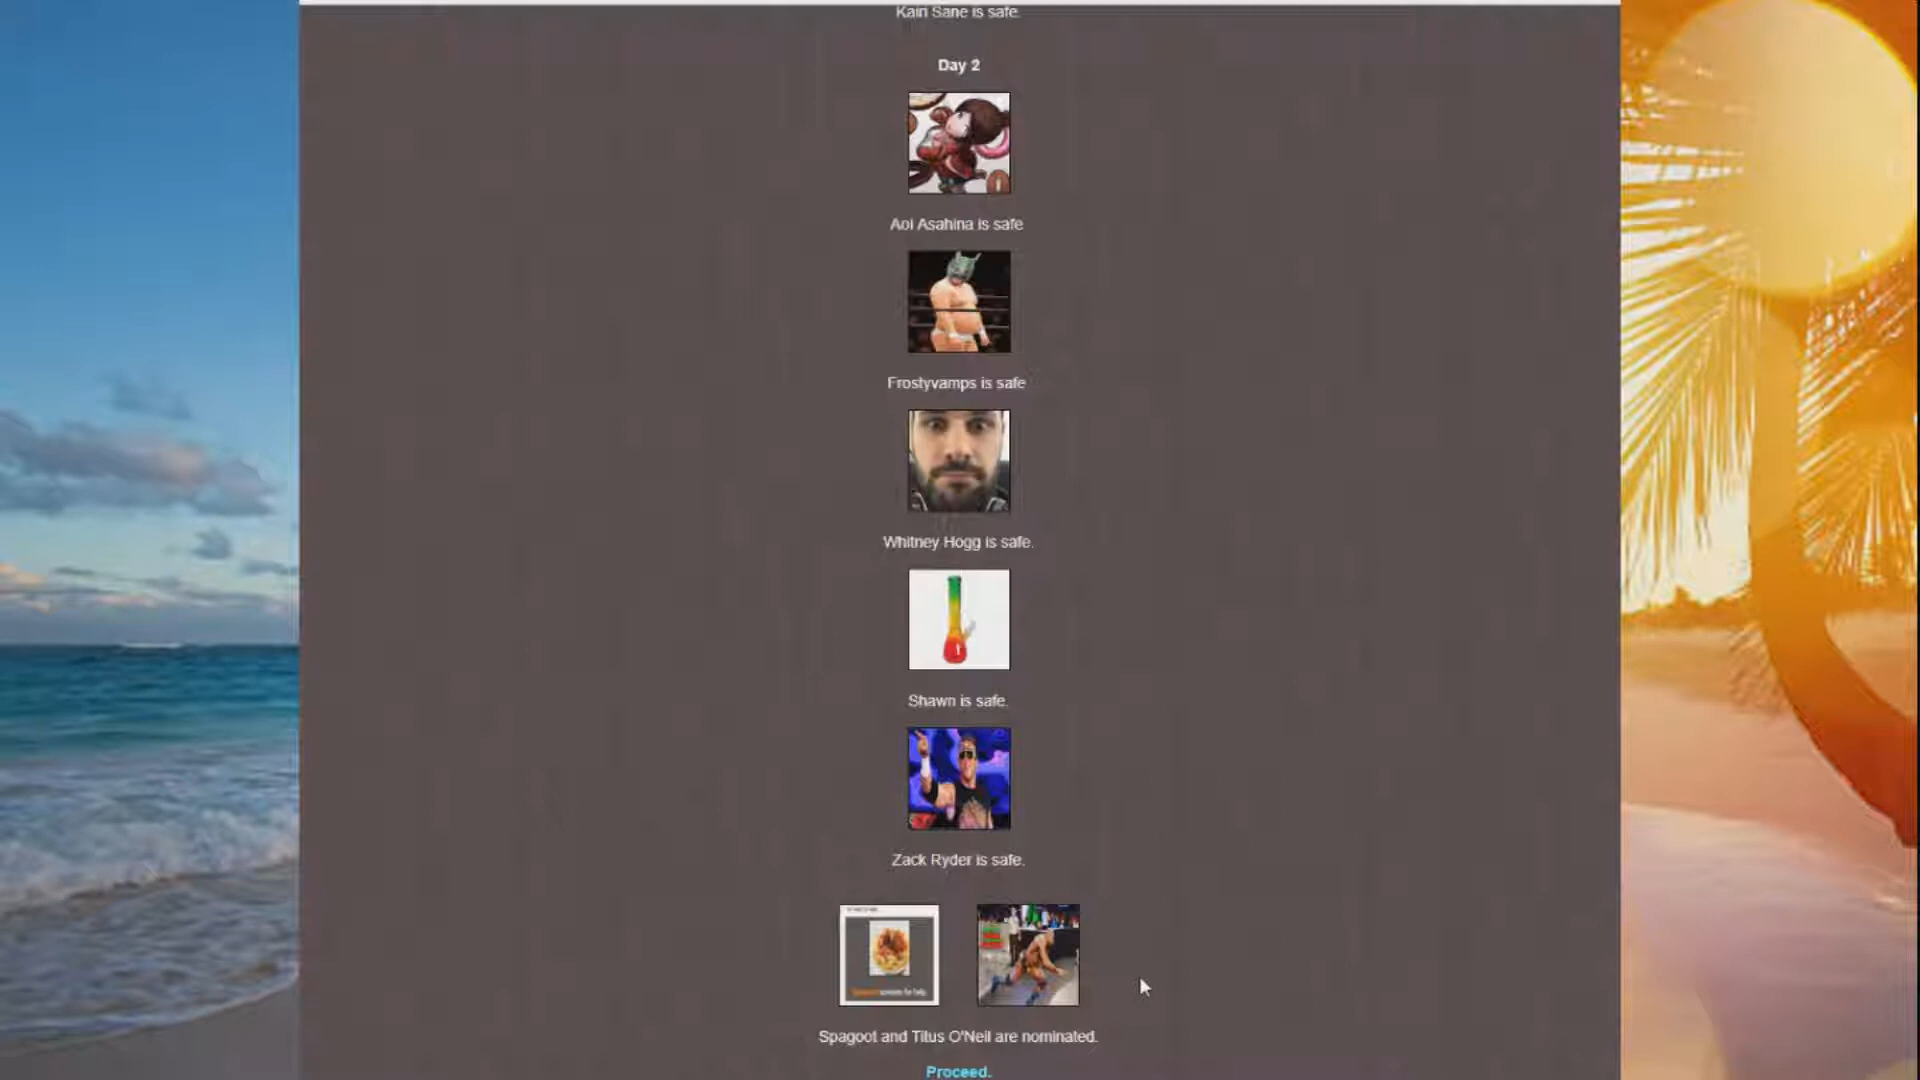 Kairi Sane is safe.
Day 2
Aoi Asahina is safe
Frostyvamps is safe
Whitney Hogg is safe.
Shawn is safe.
Zack Ryder is safe.
Spagoot and Titus O'Neil are nominated.
Proceed.